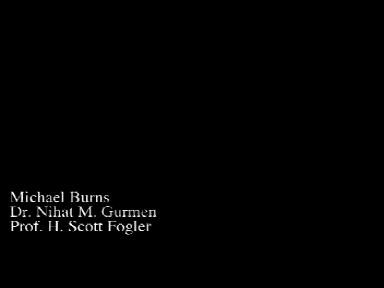 Michael Burns
Dr. Nihat M. Gurmen
Prof. H. Scott Fogler